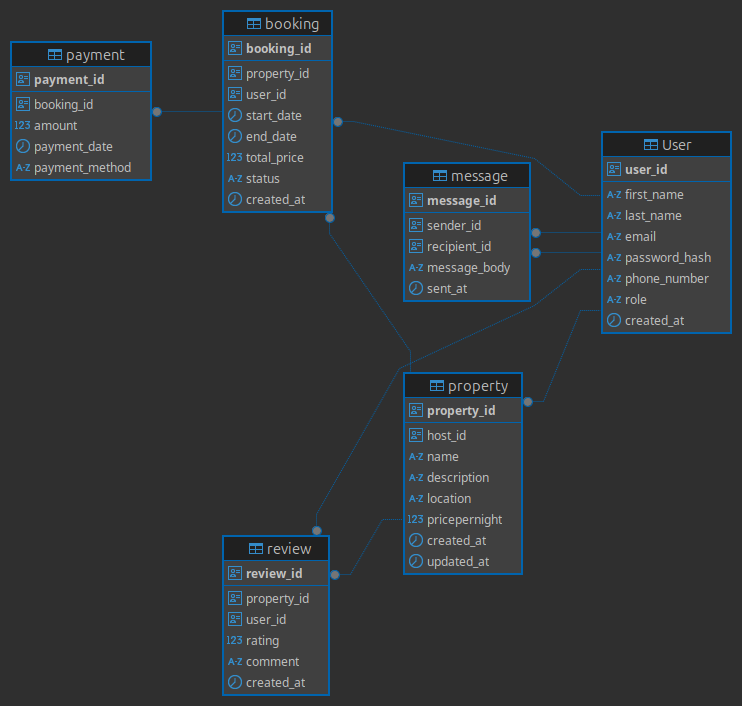 booking
booking_id
property_id
user_id
start_date
end_date
123 total_price
A-Z status
created_at
payment
payment_id
booking_id
123 amount
payment_date
A-Z payment_method
User
user_id
A-Z first_name
A-Z last_name
A-Z email
A-Z password_hash
A-Z phone_number
A-Z role
created_at
message
message_id
sender_id
recipient_id
A-Z message_body
sent_at
property
property_id
host_id
A-Z name
A-Z description
A-Z location
123 pricepernight
created_at
updated_at
review
review_id
property_id
user_id
123 rating
A-Z comment
created_at